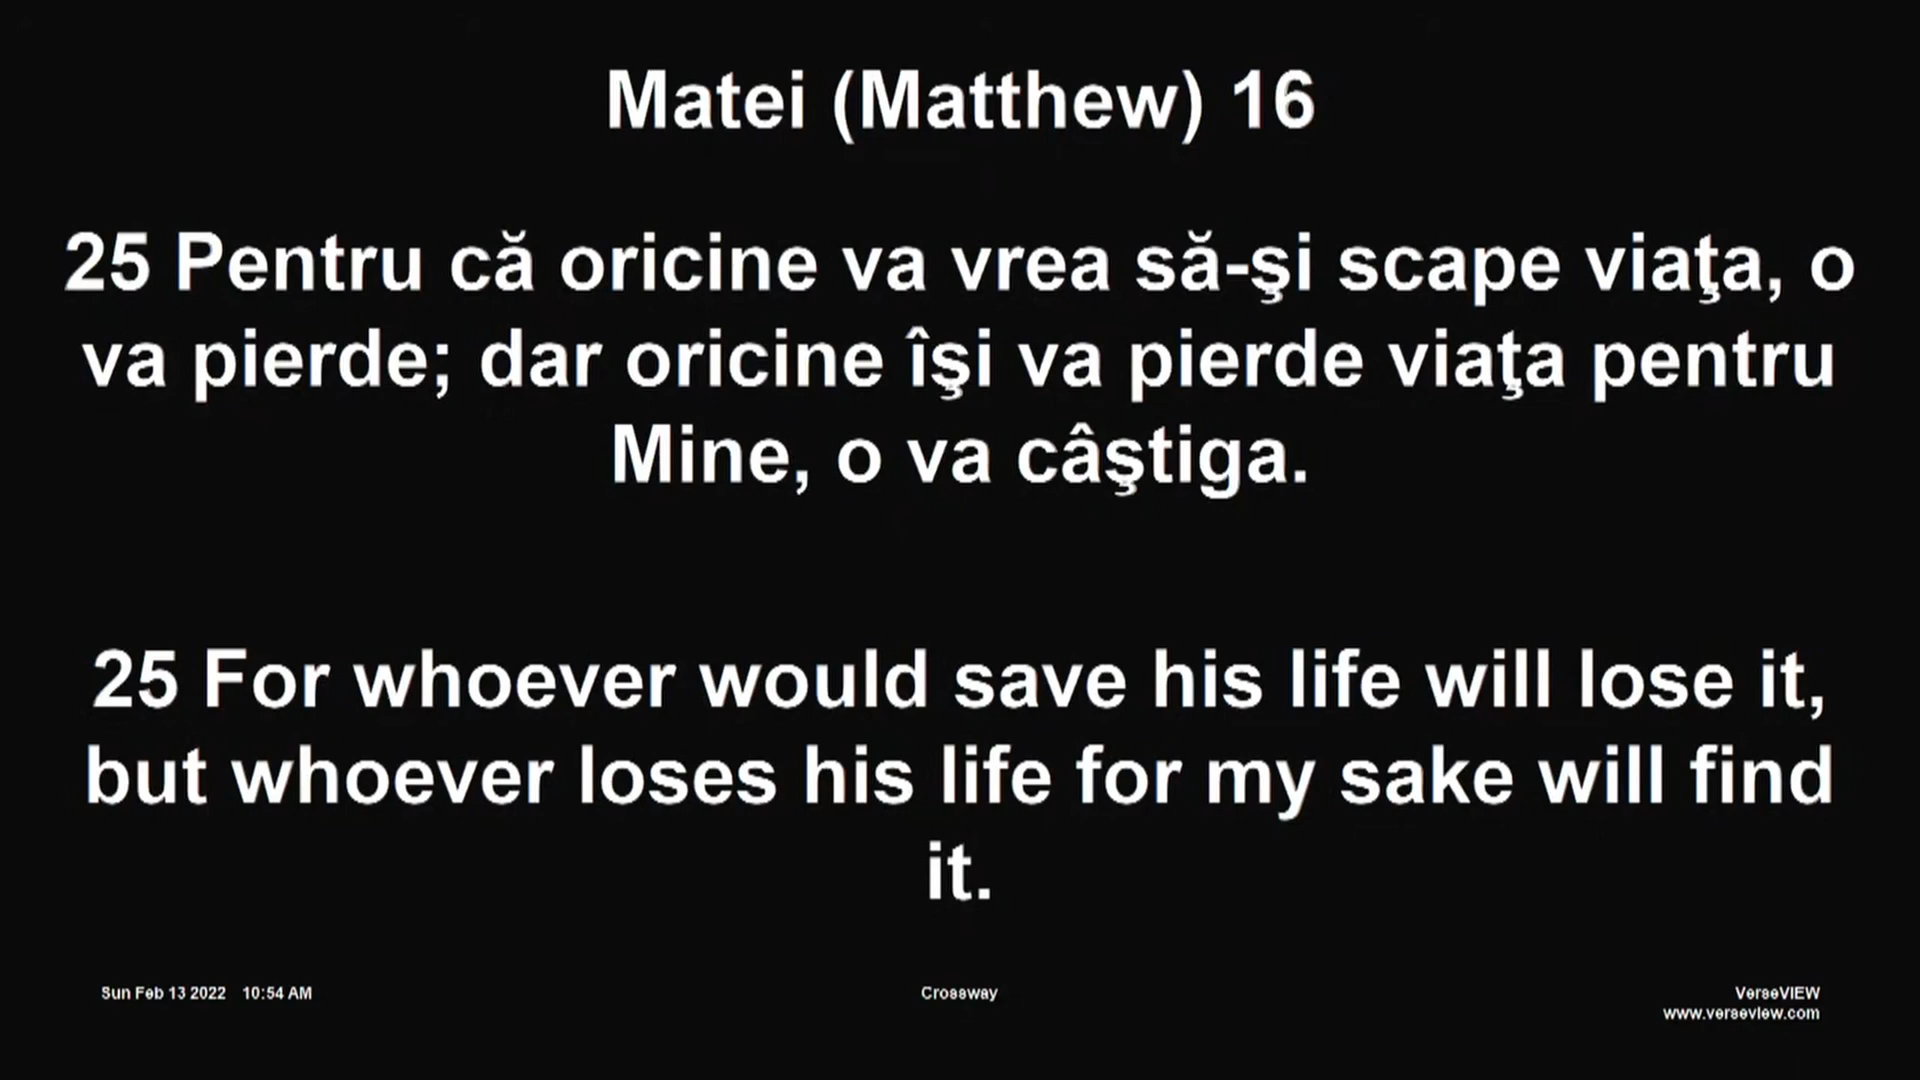 Matei (Matthew) 16
25 Pentru că oricine va vrea să-şi scape viaţa, o
va pierde; dar oricine îşi va pierde viaţa pentru
Mine, o va câştiga.
25 For whoever would save his life will lose it,
but whoever loses his life for my sake will find
it.
Sun Feb 13 2022 10:54 AM
Crossway
VerseVIEW
www.verseview.com